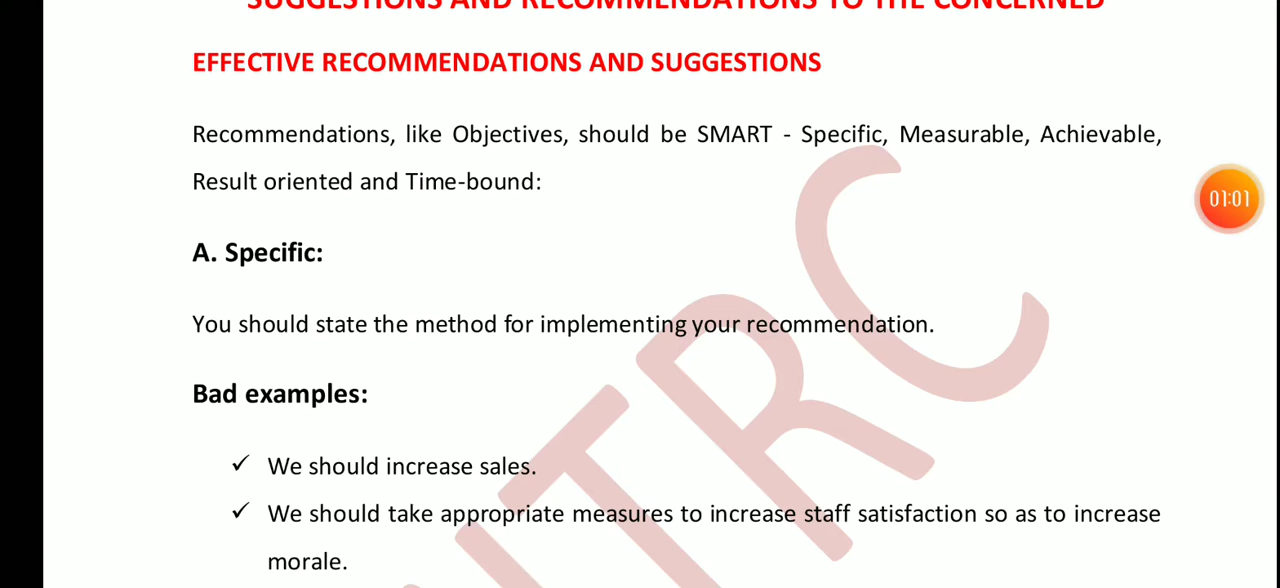 SUGGESTIONS AND RECOMMENDATIONS TO THE CONCERNED
EFFECTIVE RECOMMENDATIONS AND SUGGESTIONS
Recommendations, like Objectives, should be SMART - Specific, Measurable, Achievable,
Result oriented and Time-bound:
01:01
A. Specific:
You should state the method for implementing your recommendation.
Bad examples:
✓ We should increase sales.
✓ We should take appropriate measures to increase staff satisfaction so as to increase
morale.